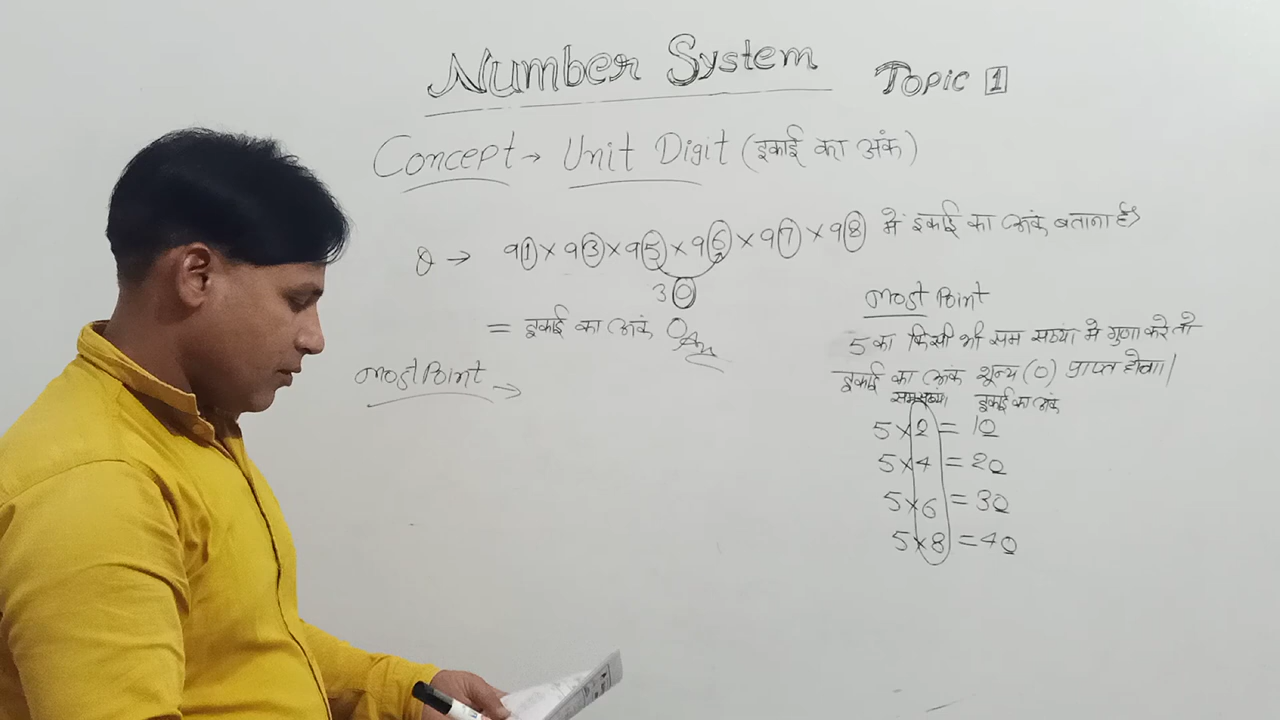 Number System Topic 1
Concept → Unit Digit (इकाई का अंक)
Q → 91 × 93 × 95 × 96 × 97 × 98 में इकाई का अंक बताना है?
30
= इकाई का अंक 0 Ans
Most Point →
Most Point
5 का किसी भी सम संख्या में गुणा करे तो
इकाई का अंक शून्य (0) प्राप्त होगा।
सम संख्या इकाई का अंक
5 × 2 = 10
5 × 4 = 20
5 × 6 = 30
5 × 8 = 40